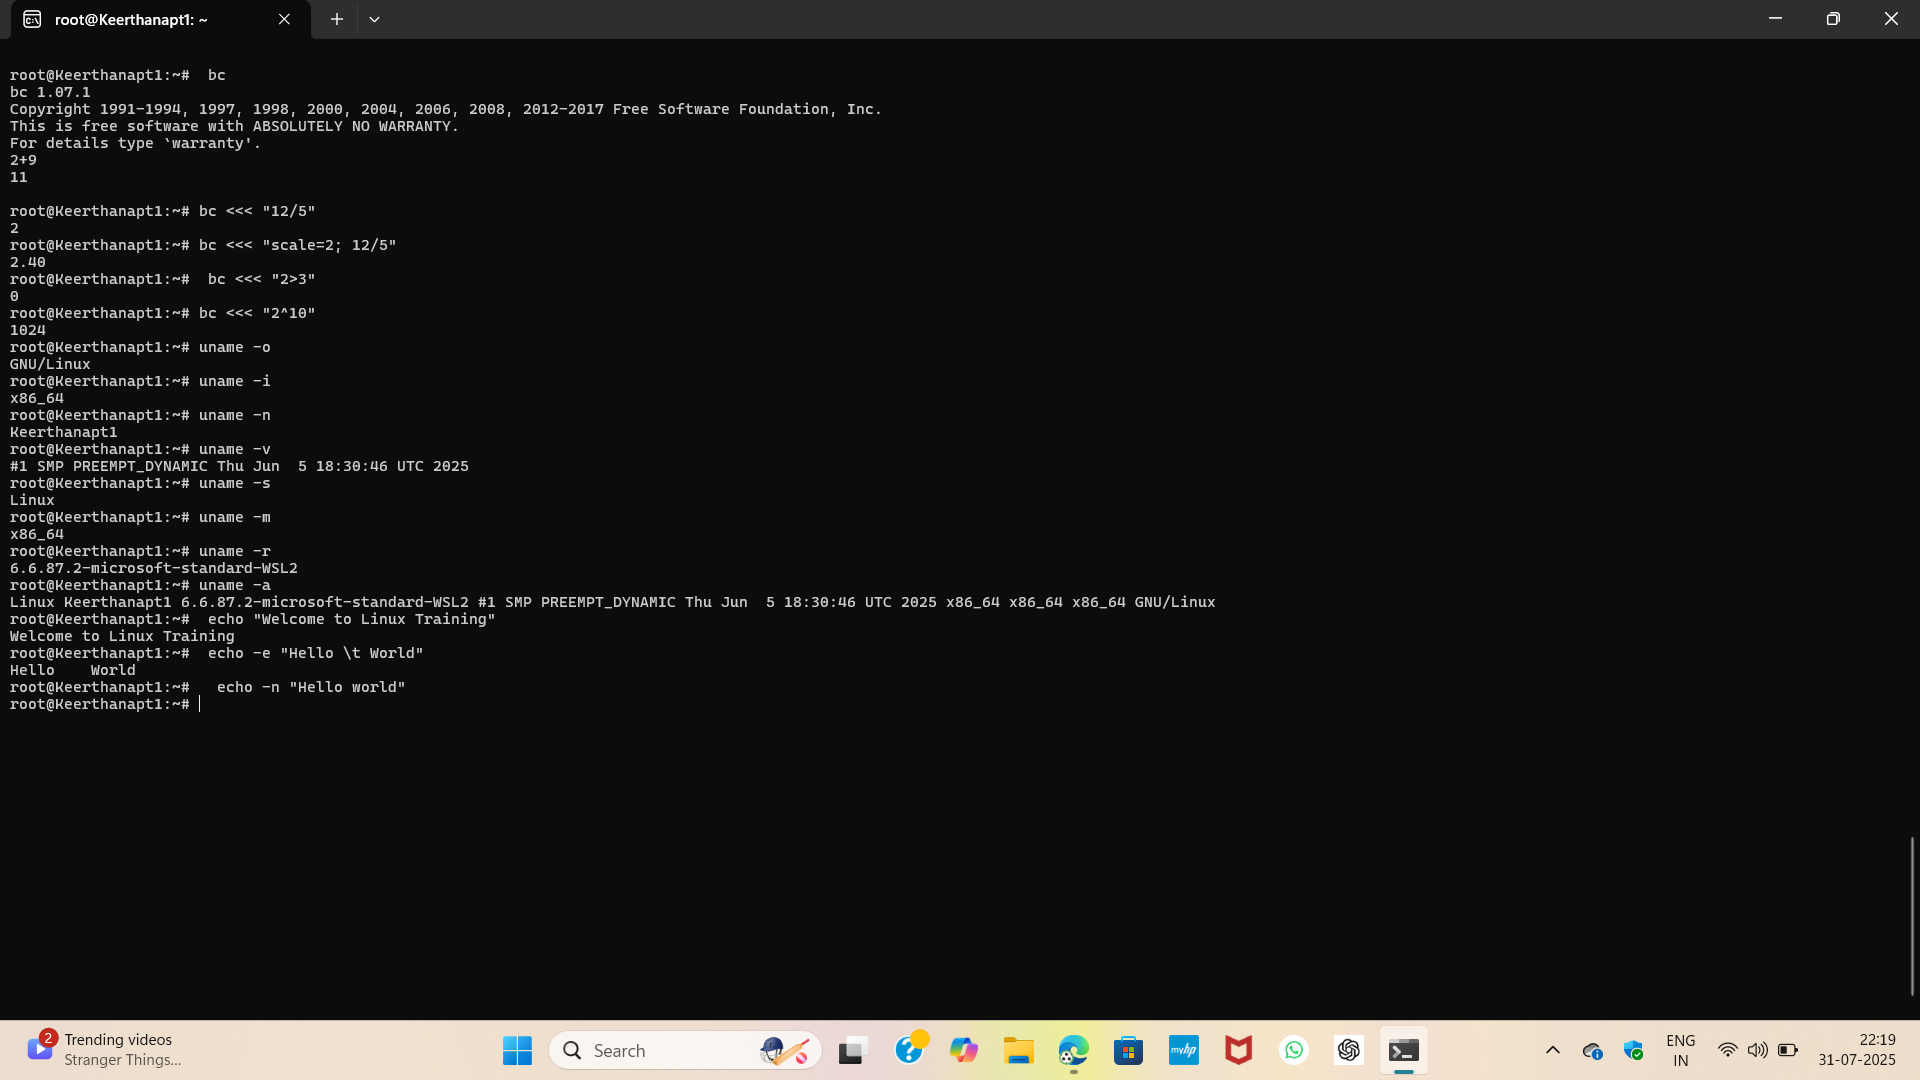 root@Keerthanapt1: ~
root@Keerthanapt1:~#  bc
bc 1.07.1
Copyright 1991-1994, 1997, 1998, 2000, 2004, 2006, 2008, 2012-2017 Free Software Foundation, Inc.
This is free software with ABSOLUTELY NO WARRANTY.
For details type `warranty'.
2+9
11
root@Keerthanapt1:~# bc <<< "12/5"
2
root@Keerthanapt1:~# bc <<< "scale=2; 12/5"
2.40
root@Keerthanapt1:~#  bc <<< "2>3"
0
root@Keerthanapt1:~# bc <<< "2^10"
1024
root@Keerthanapt1:~# uname -o
GNU/Linux
root@Keerthanapt1:~# uname -i
x86_64
root@Keerthanapt1:~# uname -n
Keerthanapt1
root@Keerthanapt1:~# uname -v
#1 SMP PREEMPT_DYNAMIC Thu Jun  5 18:30:46 UTC 2025
root@Keerthanapt1:~# uname -s
Linux
root@Keerthanapt1:~# uname -m
x86_64
root@Keerthanapt1:~# uname -r
6.6.87.2-microsoft-standard-WSL2
root@Keerthanapt1:~# uname -a
Linux Keerthanapt1 6.6.87.2-microsoft-standard-WSL2 #1 SMP PREEMPT_DYNAMIC Thu Jun  5 18:30:46 UTC 2025 x86_64 x86_64 x86_64 GNU/Linux
root@Keerthanapt1:~#  echo "Welcome to Linux Training"
Welcome to Linux Training
root@Keerthanapt1:~#  echo -e "Hello \t World"
Hello    World
root@Keerthanapt1:~#   echo -n "Hello world"
root@Keerthanapt1:~#
2
Trending videos
Stranger Things...
Search
myhp
ENG
IN
22:19
31-07-2025